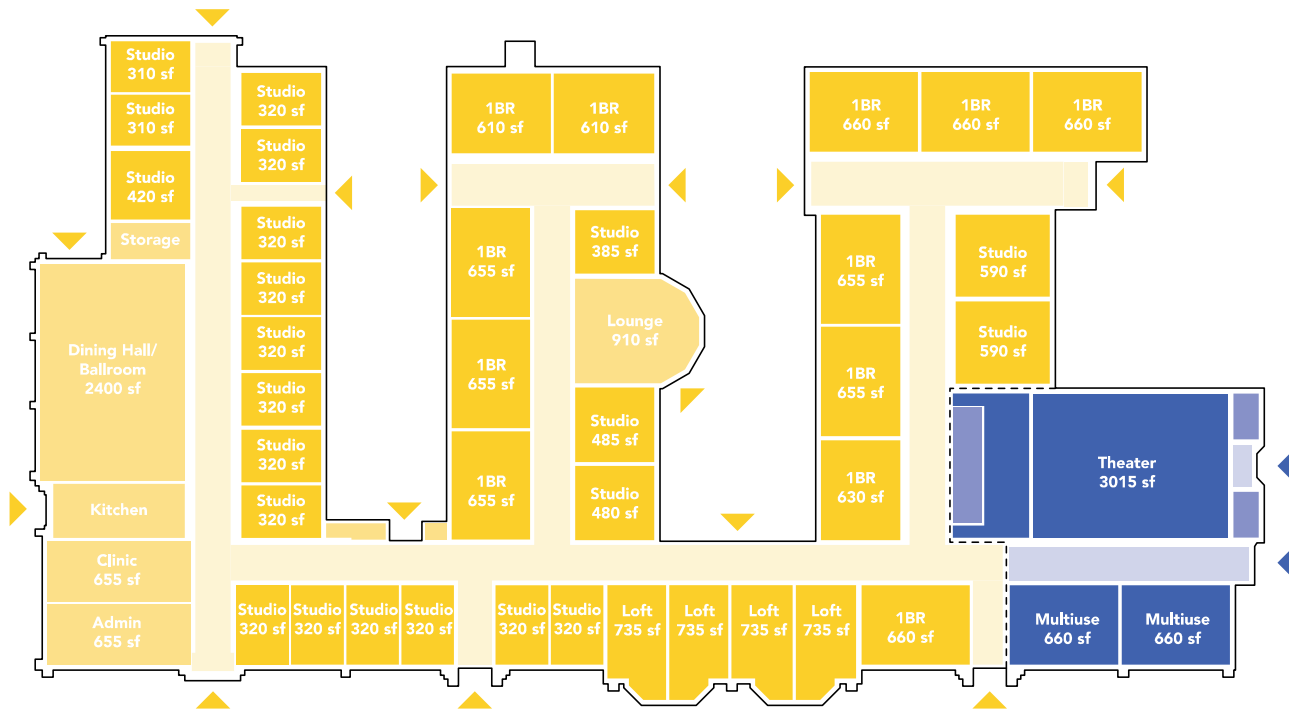 Studio
310 sf
Studio
310 sf
Studio
420 sf
Storage
Dining Hall/
Ballroom
2400 sf
Kitchen
Clinic
655 sf
Admin
655 sf
Studio
320 sf
Studio
320 sf
Studio
320 sf
Studio
320 sf
Studio
320 sf
Studio
320 sf
Studio
320 sf
Studio
320 sf
Studio
320 sf
Studio
320 sf
Studio
320 sf
Studio
320 sf
1BR
610 sf
1BR
610 sf
1BR
655 sf
1BR
655 sf
1BR
655 sf
Studio
385 sf
Lounge
910 sf
Studio
485 sf
Studio
480 sf
Studio
320 sf
Studio
320 sf
Loft
735 sf
Loft
735 sf
Loft
735 sf
Loft
735 sf
1BR
660 sf
1BR
660 sf
1BR
660 sf
1BR
660 sf
1BR
655 sf
1BR
655 sf
1BR
630 sf
Studio
590 sf
Studio
590 sf
Theater
3015 sf
Multiuse
660 sf
Multiuse
660 sf